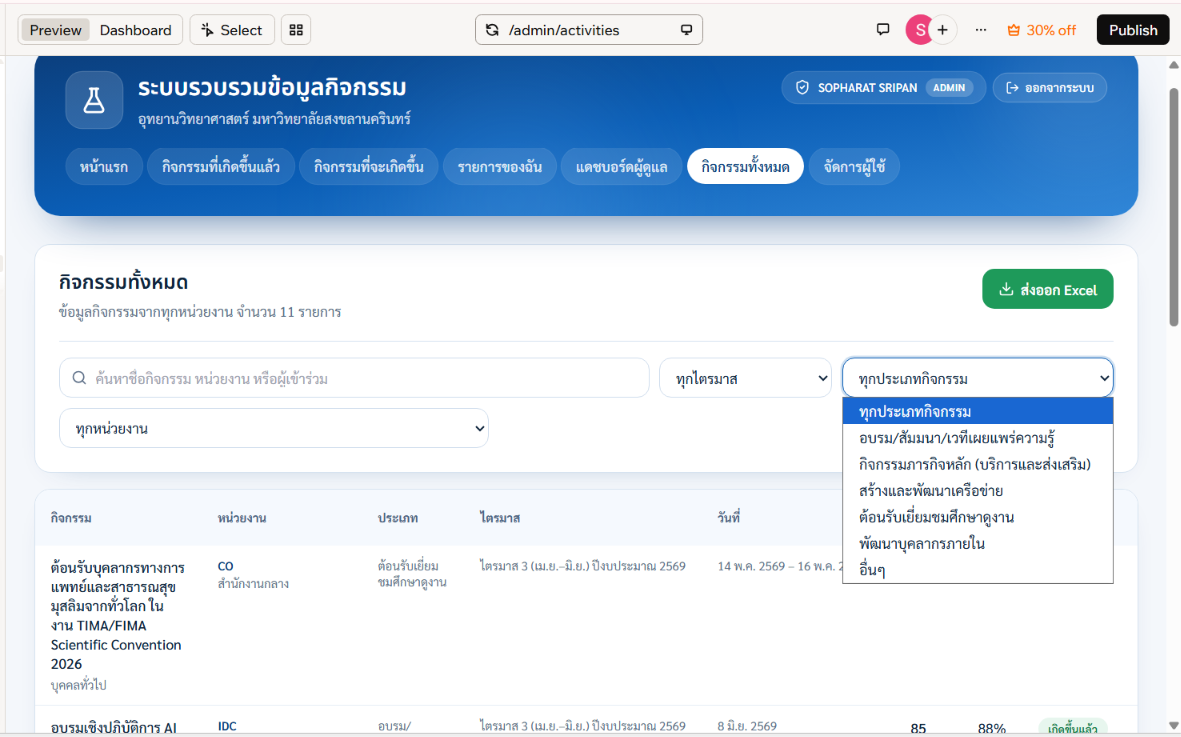 Preview Dashboard Select /admin/activities S 30% off Publish
ระบบรวบรวมข้อมูลกิจกรรม
อุทยานวิทยาศาสตร์ มหาวิทยาลัยสงขลานครินทร์
SOPHARAT SRIPAN ADMIN ออกจากระบบ
หน้าแรก กิจกรรมที่เกิดขึ้นแล้ว กิจกรรมที่จะเกิดขึ้น รายการของฉัน แดชบอร์ดผู้ดูแล กิจกรรมทั้งหมด จัดการผู้ใช้
กิจกรรมทั้งหมด
ข้อมูลกิจกรรมจากทุกหน่วยงาน จำนวน 11 รายการ
ส่งออก Excel
ค้นหาชื่อกิจกรรม หน่วยงาน หรือผู้เข้าร่วม ทุกไตรมาส ทุกประเภทกิจกรรม
ทุกหน่วยงาน
ทุกประเภทกิจกรรม
อบรม/สัมมนา/เวทีเผยแพร่ความรู้
กิจกรรมภารกิจหลัก (บริการและส่งเสริม)
สร้างและพัฒนาเครือข่าย
ต้อนรับเยี่ยมชมศึกษาดูงาน
พัฒนาบุคลากรภายใน
อื่นๆ
กิจกรรม หน่วยงาน ประเภท ไตรมาส วันที่
ต้อนรับบุคลากรทางการ
แพทย์และสาธารณสุข
มุสลิมจากทั่วโลก ใน
งาน TIMA/FIMA
Scientific Convention
2026
บุคคลทั่วไป
CO
สำนักงานกลาง
ต้อนรับเยี่ยม
ชมศึกษาดูงาน
ไตรมาส 3 (เม.ย.–มิ.ย.) ปีงบประมาณ 2569
14 พ.ค. 2569 – 16 พ.ค. 2
อบรมเชิงปฏิบัติการ AI IDC อบรม/ ไตรมาส 3 (เม.ย.–มิ.ย.) ปีงบประมาณ 2569 8 มิ.ย. 2569 85 88% เกิดขึ้นแล้ว